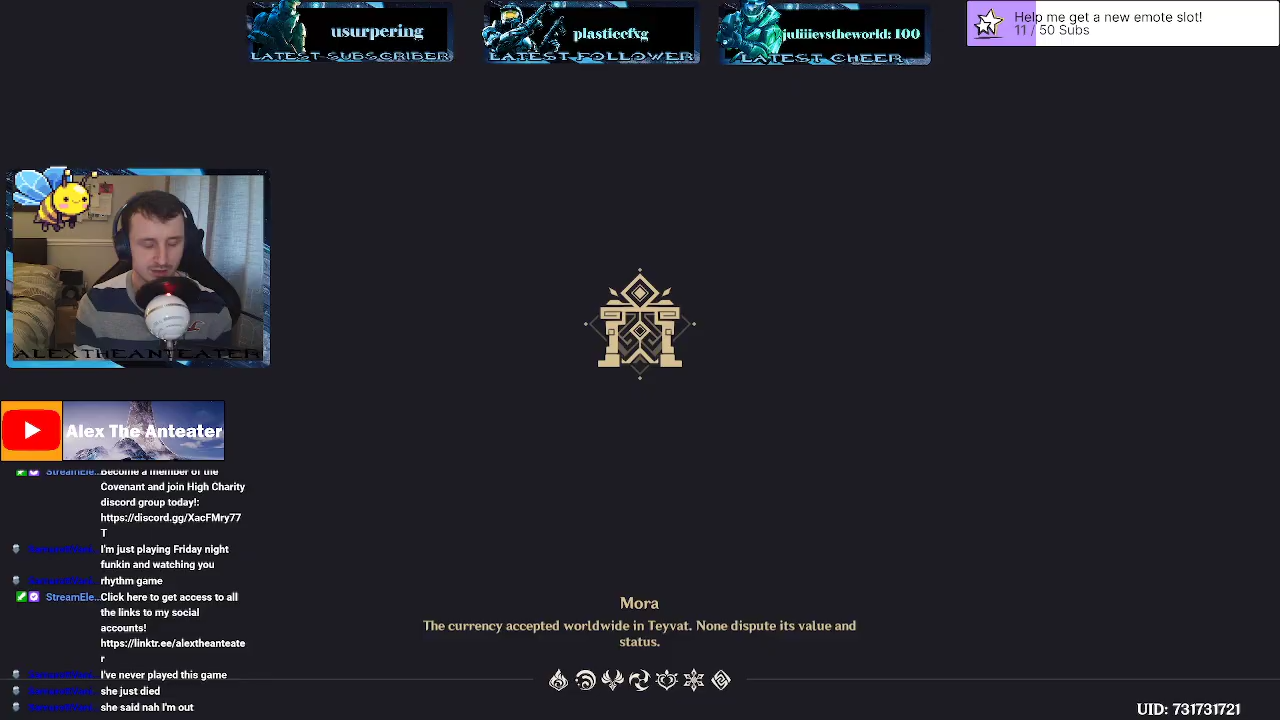 usurpering
LATEST SUBSCRIBER
plasticefvg
LATEST FOLLOWER
juliiievstheworld: 100
LATEST CHEER
Help me get a new emote slot!
11 / 50 Subs
ALEXTHEANTEATER
Alex The Anteater
StreamEle... Become a member of the
Covenant and join High Charity
discord group today!:
https://discord.gg/XacFMry77
T
I'm just playing Friday night
funkin and watching you
rhythm game
StreamEle... Click here to get access to all
the links to my social
accounts!
https://linktr.ee/alextheanteate
r
I've never played this game
she just died
she said nah I'm out
Mora
The currency accepted worldwide in Teyvat. None dispute its value and
status.
UID: 731731721